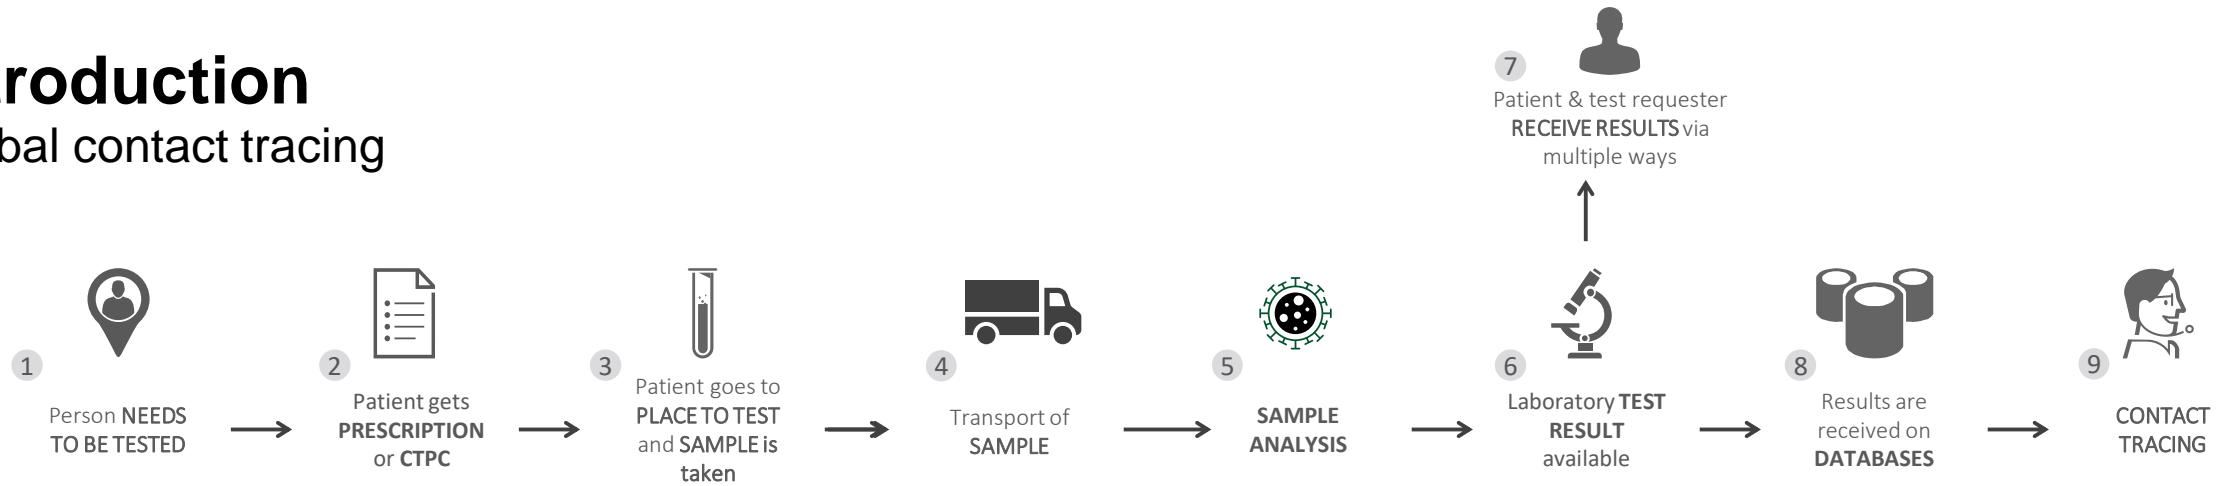 roduction
bal contact tracing
7
Patient & test requester
RECEIVE RESULTS via
multiple ways
1
Person NEEDS
TO BE TESTED
2
Patient gets
PRESCRIPTION
or CTPC
3
Patient goes to
PLACE TO TEST
and SAMPLE is
taken
4
Transport of
SAMPLE
5
SAMPLE
ANALYSIS
6
Laboratory TEST
RESULT
available
8
Results are
received on
DATABASES
9
CONTACT
TRACING